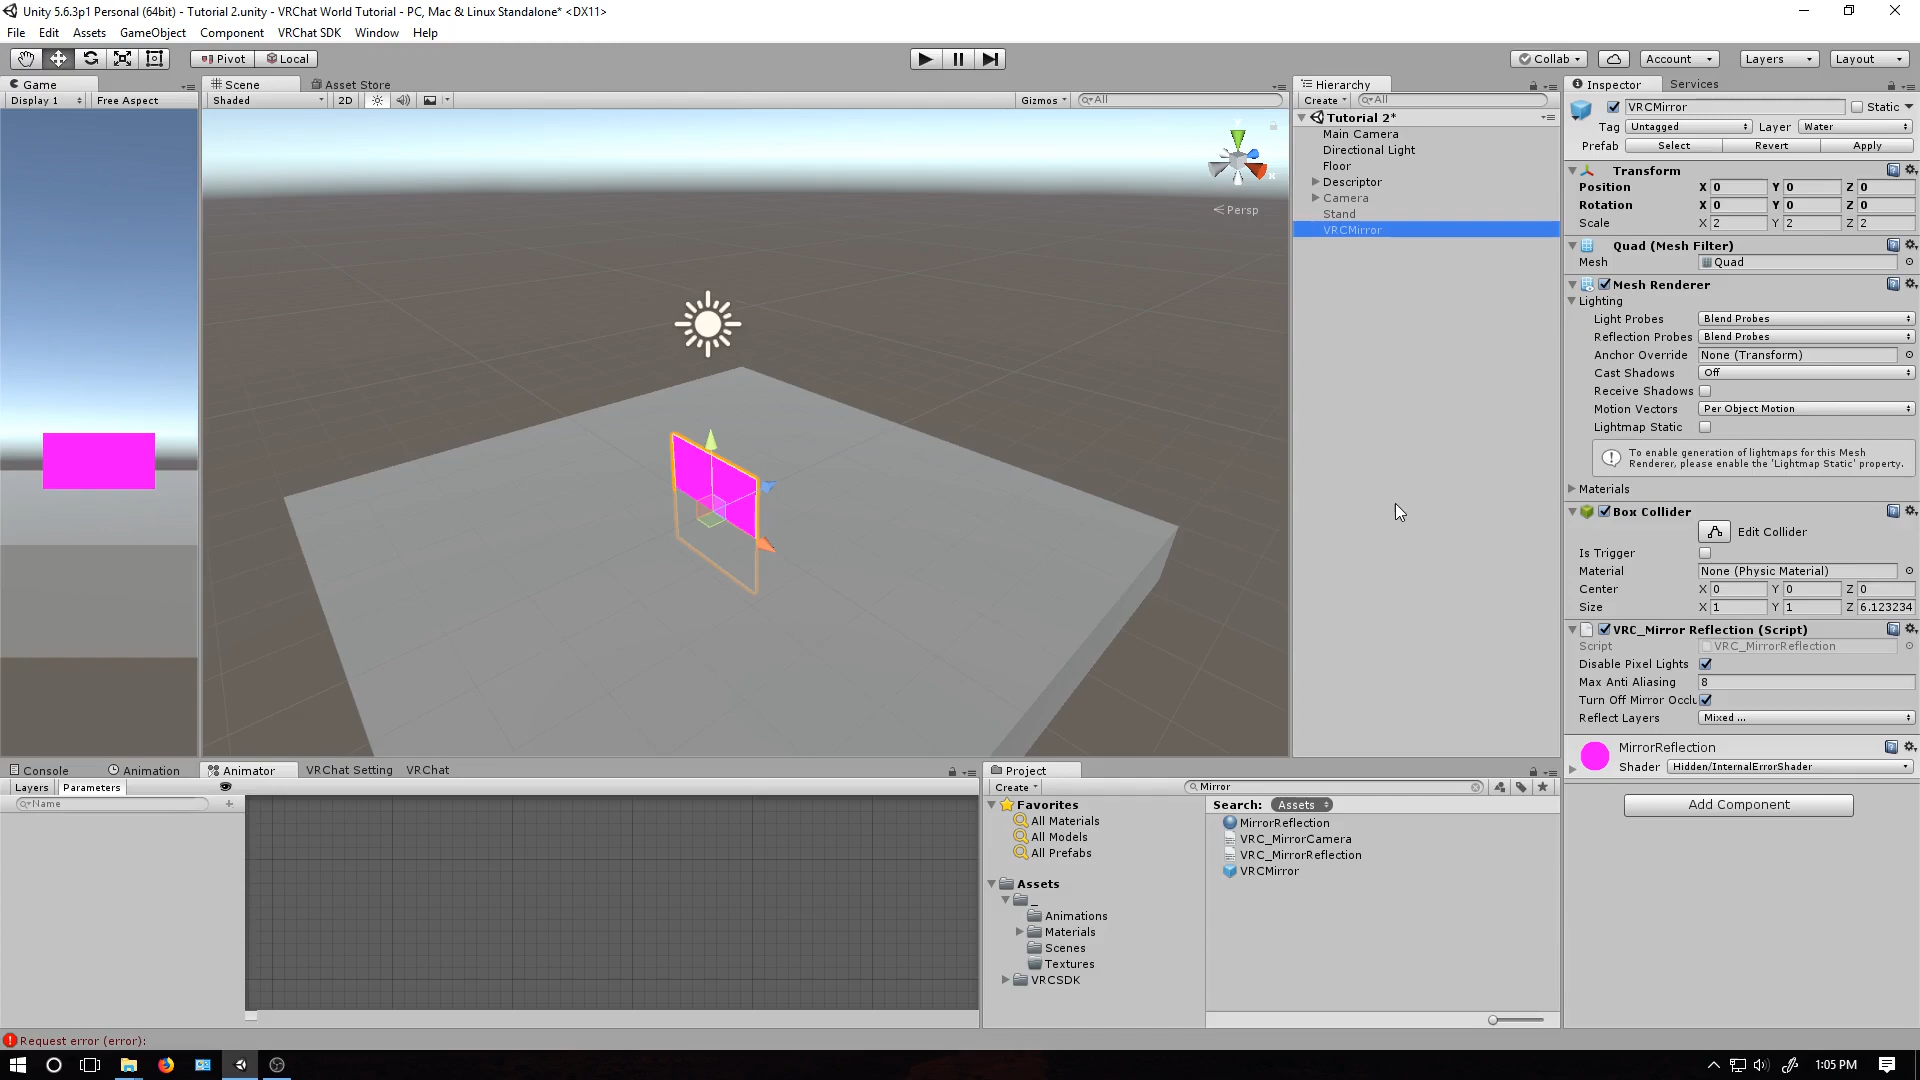 Unity 5.6.3p1 Personal (64bit) - Tutorial 2.unity - VRChat World Tutorial - PC, Mac & Linux Standalone* <DX11>
File Edit Assets GameObject Component VRChat SDK Window Help
Pivot Local Collab Account Layers Layout
Game Scene Asset Store Hierarchy Inspector Services
Display 1 Free Aspect Shaded 2D Gizmos All Create All
VRCMirror Static
Tutorial 2*
Tag Untagged Layer Water
Main Camera
Prefab Select Revert Apply
Directional Light
Floor
Transform
Descriptor
Position X 0 Y 0 Z 0
Camera
Rotation X 0 Y 0 Z 0
Stand
Scale X 2 Y 2 Z 2
VRCMirror
Persp
Quad (Mesh Filter)
Mesh Quad
Mesh Renderer
Lighting
Light Probes Blend Probes
Reflection Probes Blend Probes
Anchor Override None (Transform)
Cast Shadows Off
Receive Shadows
Motion Vectors Per Object Motion
Lightmap Static
To enable generation of lightmaps for this Mesh
Renderer, please enable the 'Lightmap Static' property.
Materials
Box Collider
Edit Collider
Is Trigger
Material None (Physic Material)
Center X 0 Y 0 Z 0
Size X 1 Y 1 Z 6.123234
VRC_Mirror Reflection (Script)
Script VRC_MirrorReflection
Disable Pixel Lights
Max Anti Aliasing 8
Turn Off Mirror Occlu
Reflect Layers Mixed ...
MirrorReflection
Shader Hidden/InternalErrorShader
Add Component
Console Animation Animator VRChat Setting VRChat Project
Layers Parameters Create Mirror
Name
Favorites Search: Assets
All Materials MirrorReflection
All Models VRC_MirrorCamera
All Prefabs VRC_MirrorReflection
VRCMirror
Assets
_
Animations
Materials
Scenes
Textures
VRCSDK
Request error (error):
1:05 PM